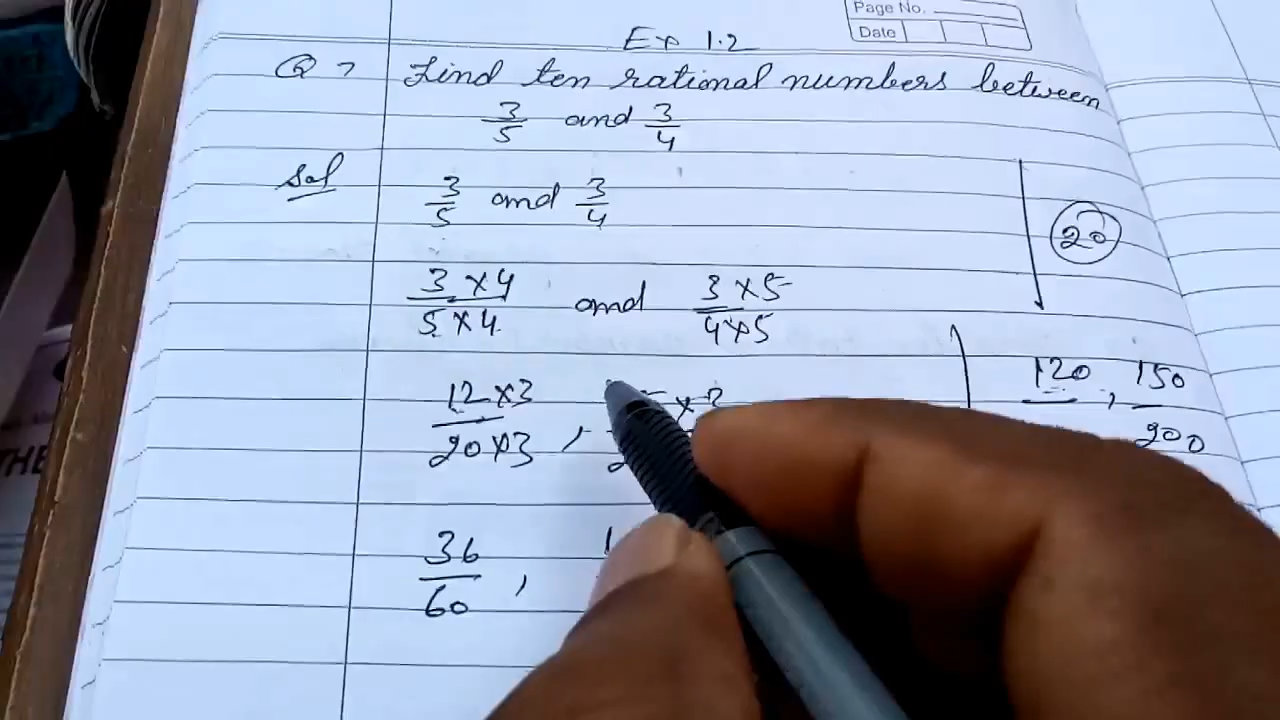 Page No.
Date
Ex 1.2
Q 7 Find ten rational numbers between
3/5 and 3/4
Sol 3/5 and 3/4
20
3×4/5×4 and 3×5/4×5
120, 150/200
12×3/20×3,
36/60,
THE